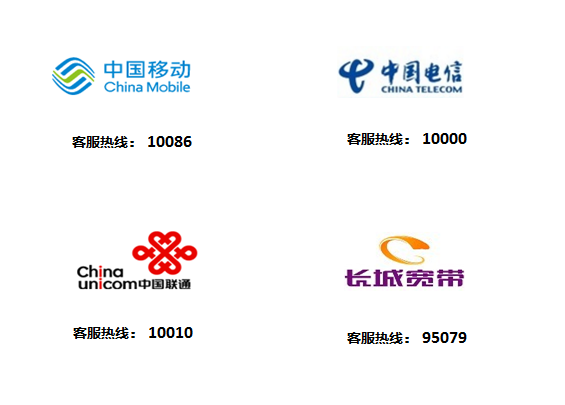 中国移动
China Mobile
客服热线： 10086
中国电信
CHINA TELECOM
客服热线： 10000
China
unicom中国联通
客服热线： 10010
长城宽带
客服热线： 95079